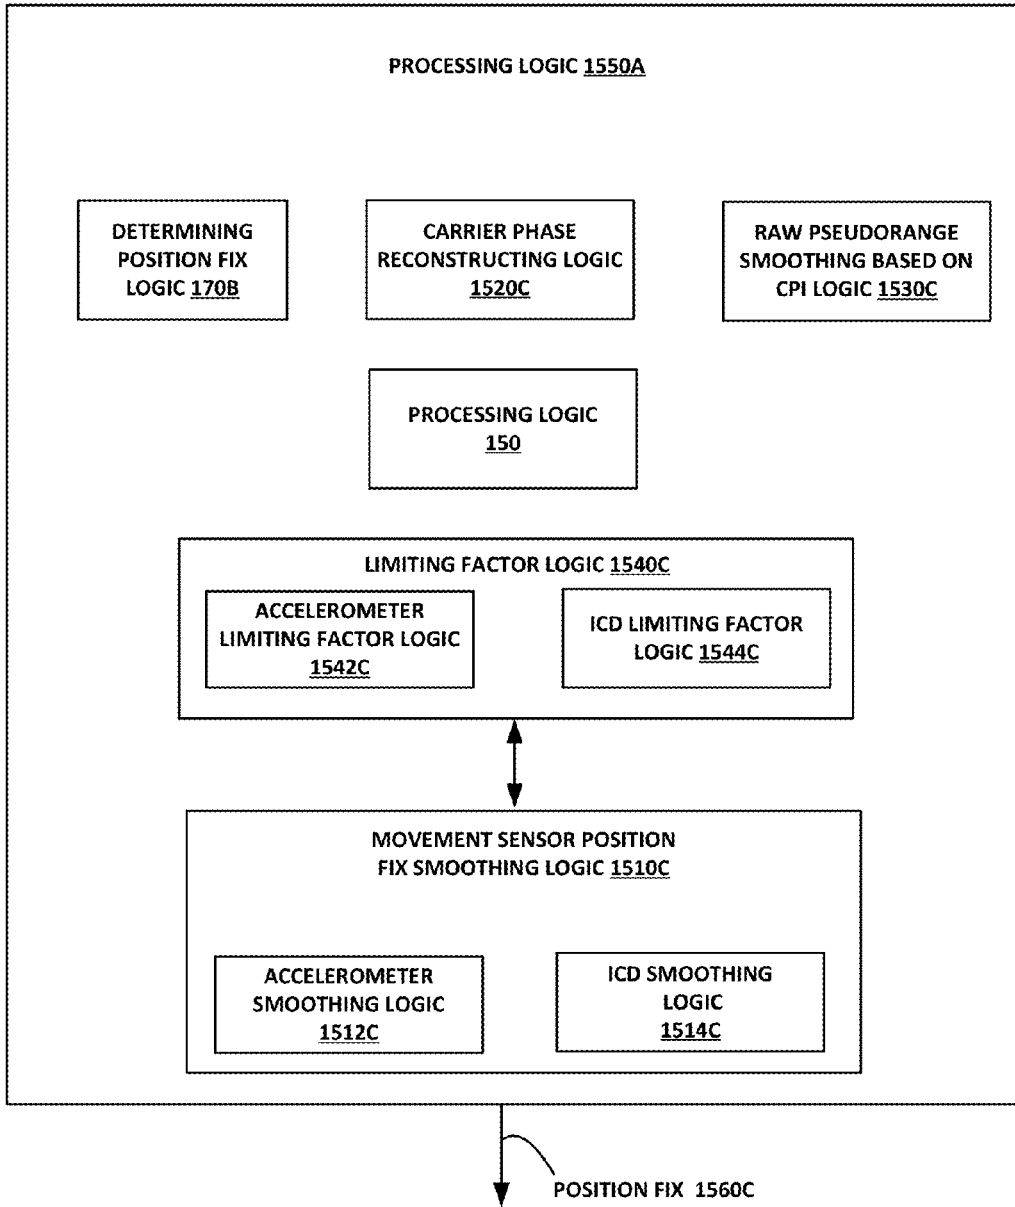 PROCESSING LOGIC 1550A
DETERMINING
POSITION FIX
LOGIC 170B
CARRIER PHASE
RECONSTRUCTING LOGIC
1520C
RAW PSEUDORANGE
SMOOTHING BASED ON
CPI LOGIC 1530C
PROCESSING LOGIC
150
LIMITING FACTOR LOGIC 1540C
ACCELEROMETER
LIMITING FACTOR LOGIC
1542C
ICD LIMITING FACTOR
LOGIC 1544C
MOVEMENT SENSOR POSITION
FIX SMOOTHING LOGIC 1510C
ACCELEROMETER
SMOOTHING LOGIC
1512C
ICD SMOOTHING
LOGIC
1514C
POSITION FIX 1560C